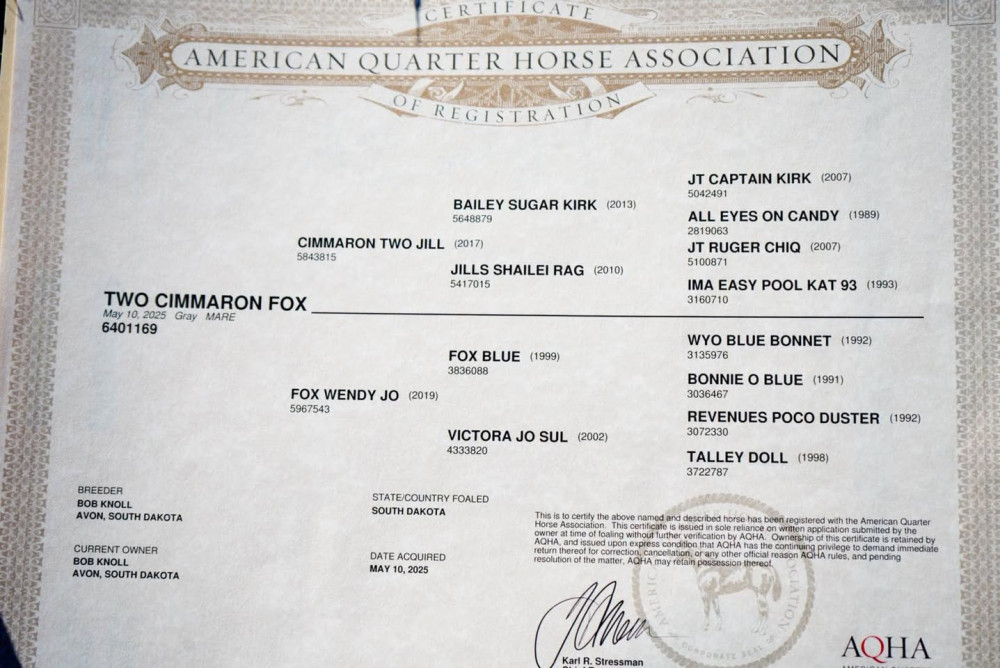 CERTIFICATE
AMERICAN QUARTER HORSE ASSOCIATION
OF REGISTRATION
JT CAPTAIN KIRK (2007)
5042491
BAILEY SUGAR KIRK (2013)
5648879
ALL EYES ON CANDY (1989)
2819063
CIMMARON TWO JILL (2017)
5843815
JT RUGER CHIQ (2007)
5100871
JILLS SHAILEI RAG (2010)
5417015
IMA EASY POOL KAT 93 (1993)
3160710
TWO CIMMARON FOX
May 10, 2025 Gray MARE
6401169
WYO BLUE BONNET (1992)
3135976
FOX BLUE (1999)
3836088
BONNIE O BLUE (1991)
3036467
FOX WENDY JO (2019)
5967543
REVENUES POCO DUSTER (1992)
3072330
VICTORA JO SUL (2002)
4333820
TALLEY DOLL (1998)
3722787
BREEDER
BOB KNOLL
AVON, SOUTH DAKOTA
STATE/COUNTRY FOALED
SOUTH DAKOTA
CURRENT OWNER
BOB KNOLL
AVON, SOUTH DAKOTA
DATE ACQUIRED
MAY 10, 2025
This is to certify the above named and described horse has been registered with the American Quarter
Horse Association. This certificate is issued in sole reliance on written application submitted by the
owner at time of foaling without further verification by AQHA. Ownership of this certificate is retained by
AQHA, and issued upon express condition that AQHA has the continuing privilege to demand immediate
return thereof for correction, cancellation, or any other official reason AQHA rules, and pending
resolution of the matter, AQHA may retain possession thereof.
CORPORATE SEAL
Karl R. Stressman
AQHA